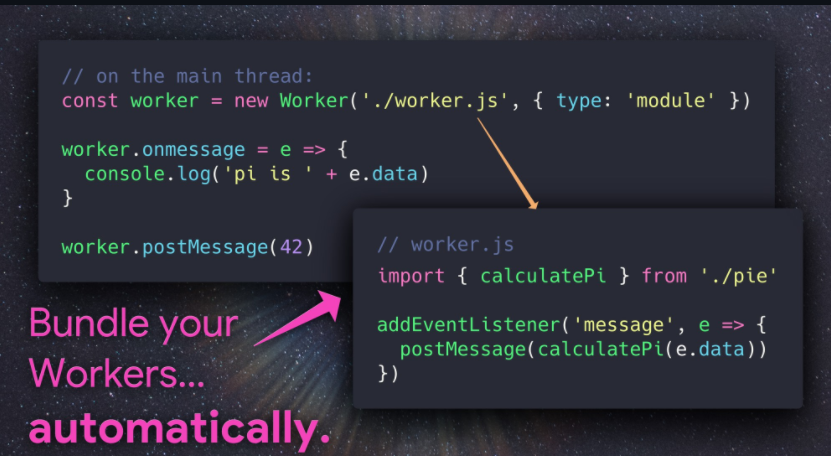 // on the main thread:
const worker = new Worker('./worker.js', { type: 'module' })
worker.onmessage = e => {
  console.log('pi is ' + e.data)
}
worker.postMessage(42)
// worker.js
import { calculatePi } from './pie'
addEventListener('message', e => {
  postMessage(calculatePi(e.data))
})
Bundle your
Workers...
automatically.